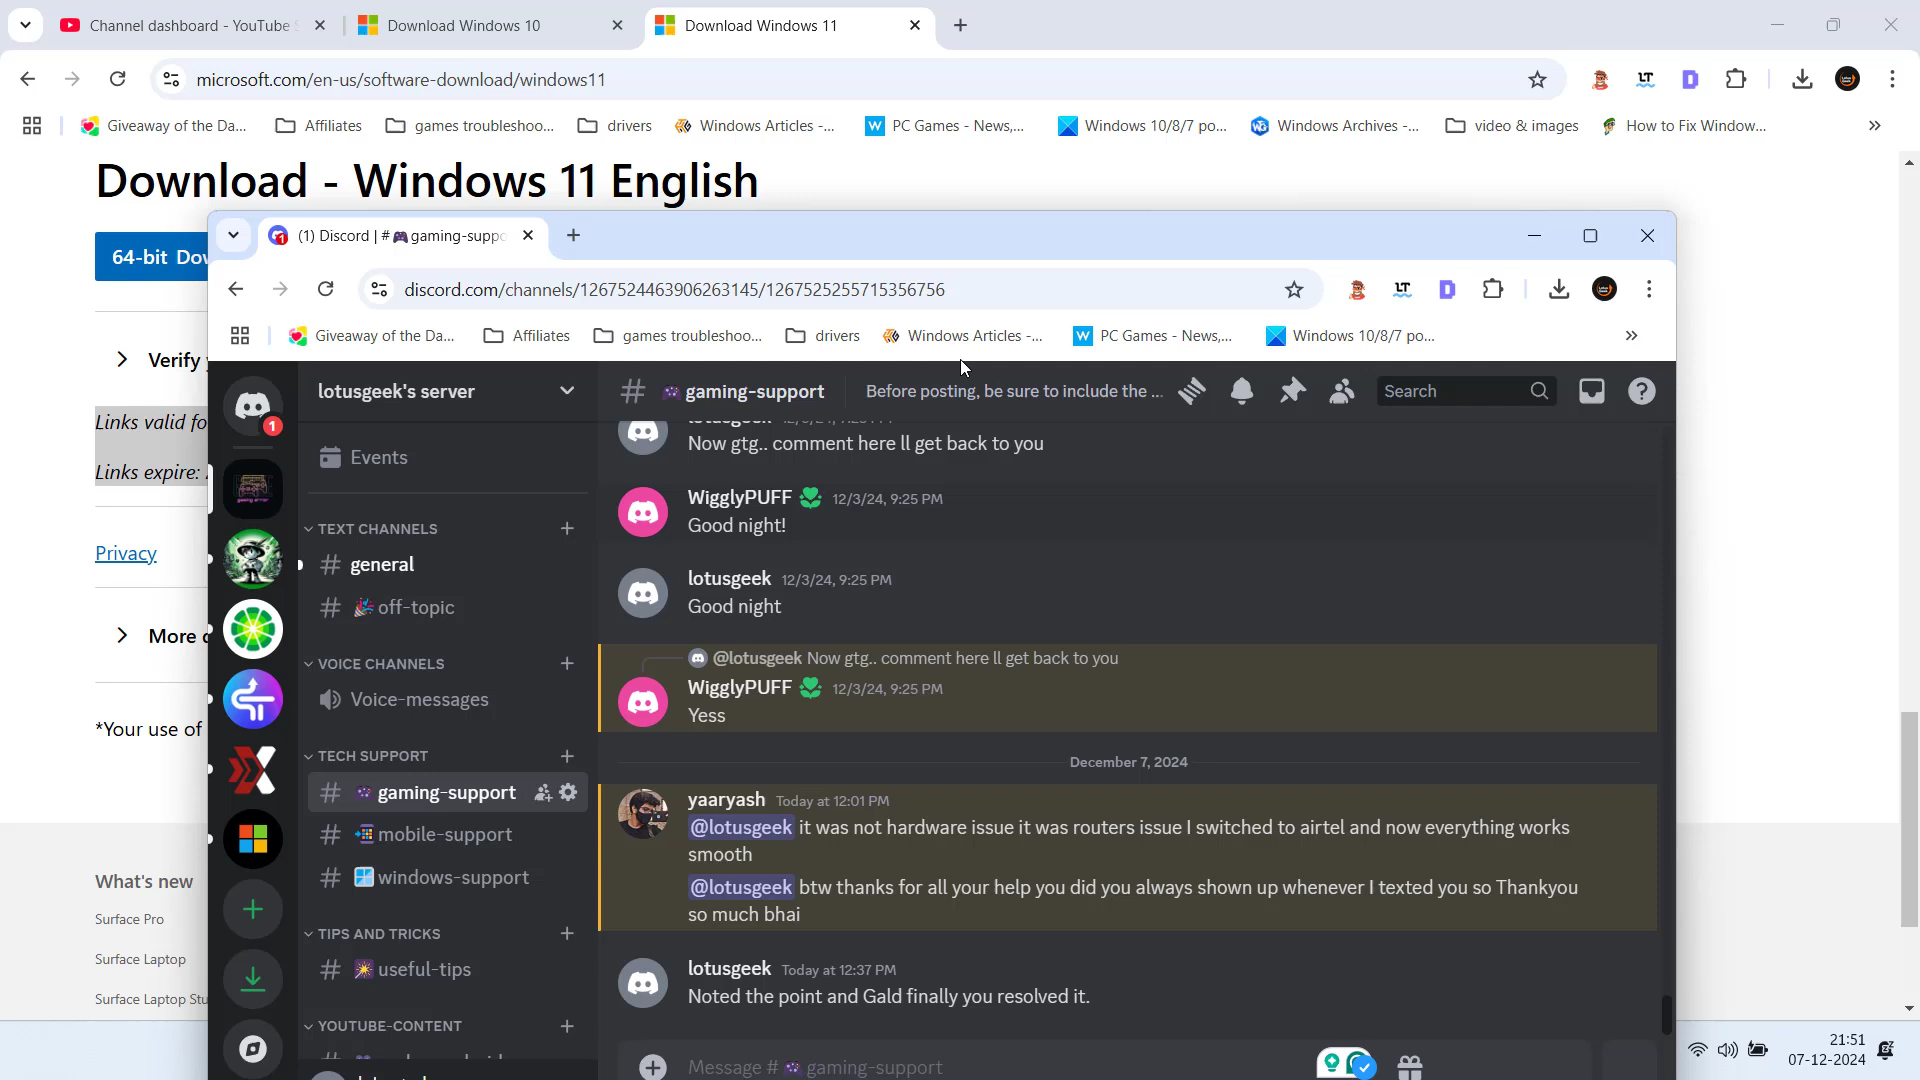 Channel dashboard - YouTube S
Download Windows 10
Download Windows 11
microsoft.com/en-us/software-download/windows11
Giveaway of the Da...
Affiliates
games troubleshoo...
drivers
Windows Articles -...
PC Games - News,...
Windows 10/8/7 po...
Windows Archives -...
video & images
How to Fix Window...
Download - Windows 11 English
64-bit Dow
Verify
Links valid fo
Links expire:
Privacy
More
*Your use of
What's new
Surface Pro
Surface Laptop
Surface Laptop Stu
(1) Discord | # 🎮gaming-suppo
discord.com/channels/1267524463906263145/1267525255715356756
Giveaway of the Da...
Affiliates
games troubleshoo...
drivers
Windows Articles -...
PC Games - News,...
Windows 10/8/7 po...
1
lotusgeek's server
Events
TEXT CHANNELS
# general
# 🎉off-topic
VOICE CHANNELS
Voice-messages
TECH SUPPORT
# 🎮gaming-support
# 📲mobile-support
# 🪟windows-support
TIPS AND TRICKS
# 🎇useful-tips
YOUTUBE-CONTENT
# 🎮gaming-support
Before posting, be sure to include the ...
Search
Now gtg.. comment here ll get back to you
WigglyPUFF 12/3/24, 9:25 PM
Good night!
lotusgeek 12/3/24, 9:25 PM
Good night
@lotusgeek Now gtg.. comment here ll get back to you
WigglyPUFF 12/3/24, 9:25 PM
Yess
December 7, 2024
yaaryash Today at 12:01 PM
@lotusgeek it was not hardware issue it was routers issue I switched to airtel and now everything works
smooth
@lotusgeek btw thanks for all your help you did you always shown up whenever I texted you so Thankyou
so much bhai
lotusgeek Today at 12:37 PM
Noted the point and Gald finally you resolved it.
Message # 🎮gaming-support
21:51
07-12-2024